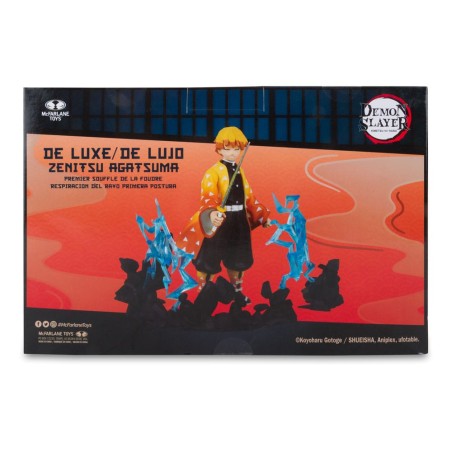 McFARLANE
TOYS
DEMON
SLAYER
DE LUXE/DE LUJO
ZENITSU AGATSUMA
PREMIER SOUFFLE DE LA FOUDRE
RESPIRACION DEL RAYO PRIMERA POSTURA
@McFarlaneToys
McFARLANE TOYS
©Koyoharu Gotoge / SHUEISHA, Aniplex, ufotable.